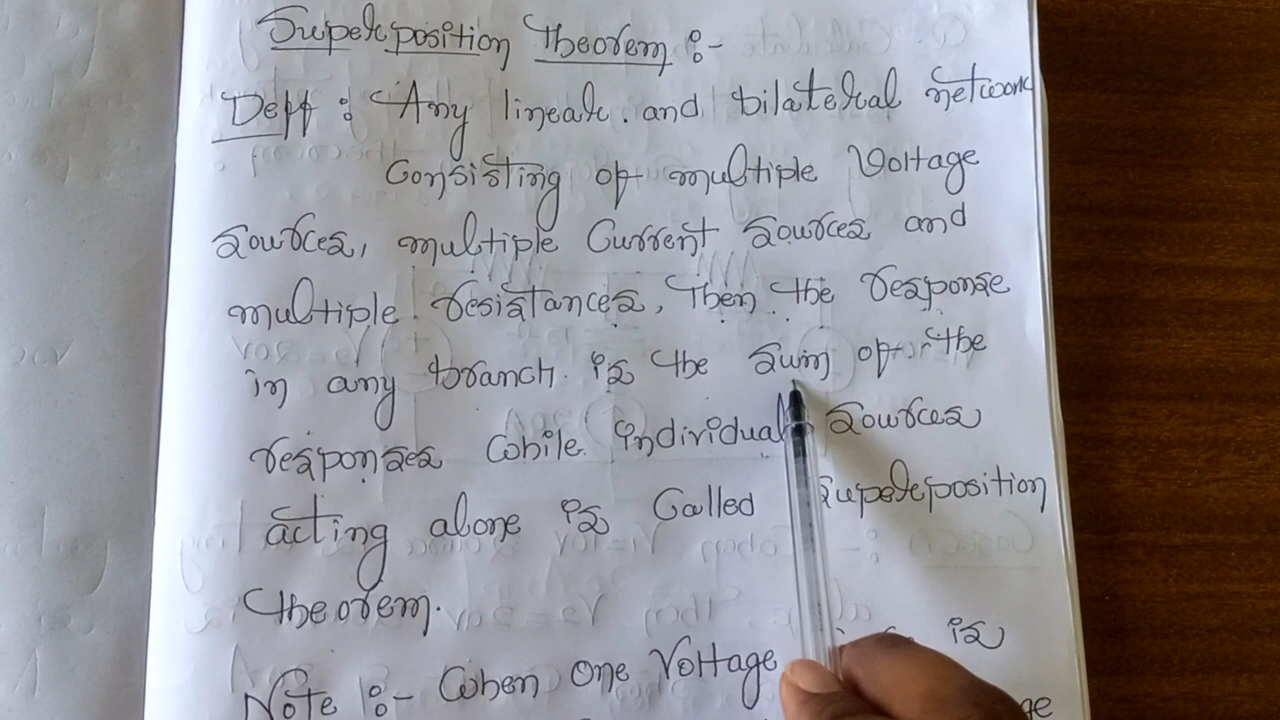 Superposition Theorem :-
Deff : Any linear and bilateral network
Consisting of multiple Voltage
sources, multiple Current sources and
multiple resistances, Then the response
in any branch is the sum of the
responses while individual sources
acting alone is Called superposition
theorem.
Note :- When One Voltage is